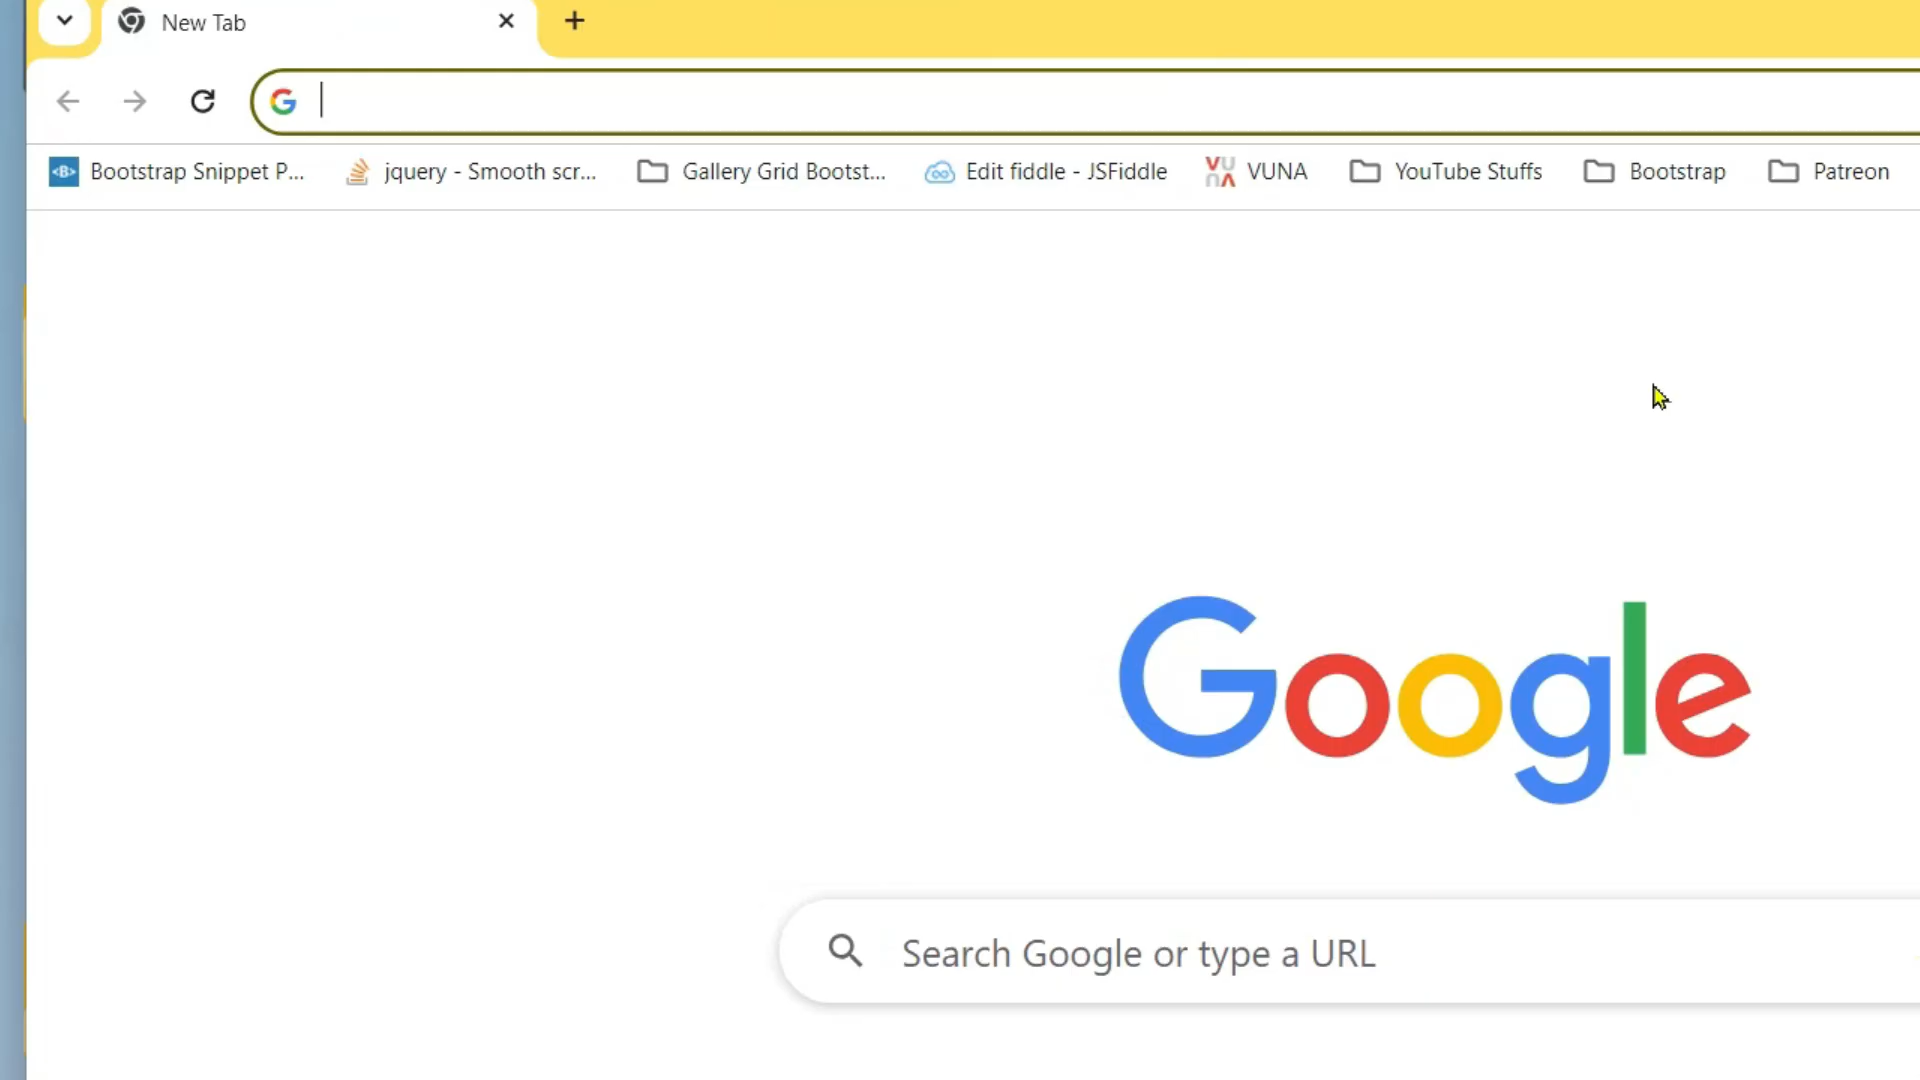 New Tab
Bootstrap Snippet P... jquery - Smooth scr... Gallery Grid Bootst... Edit fiddle - JSFiddle VUNA VUNA YouTube Stuffs Bootstrap Patreon
Google
Search Google or type a URL